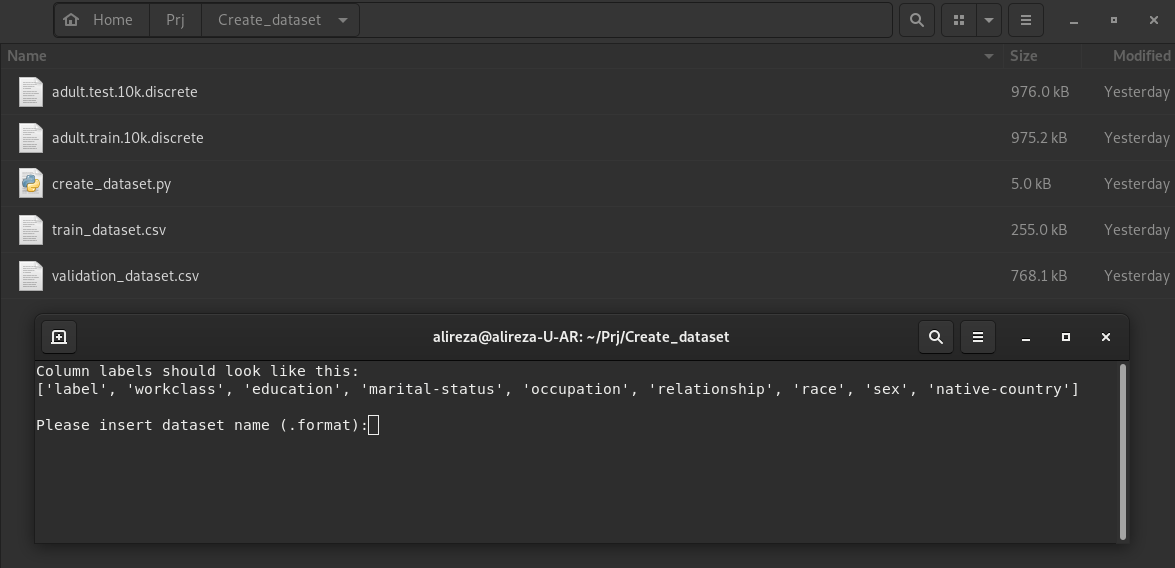 Home Prj Create_dataset
Name Size Modified
adult.test.10k.discrete 976.0 kB Yesterday
adult.train.10k.discrete 975.2 kB Yesterday
create_dataset.py 5.0 kB Yesterday
train_dataset.csv 255.0 kB Yesterday
validation_dataset.csv 768.1 kB Yesterday
alireza@alireza-U-AR: ~/Prj/Create_dataset
Column labels should look like this:
['label', 'workclass', 'education', 'marital-status', 'occupation', 'relationship', 'race', 'sex', 'native-country']
Please insert dataset name (.format):